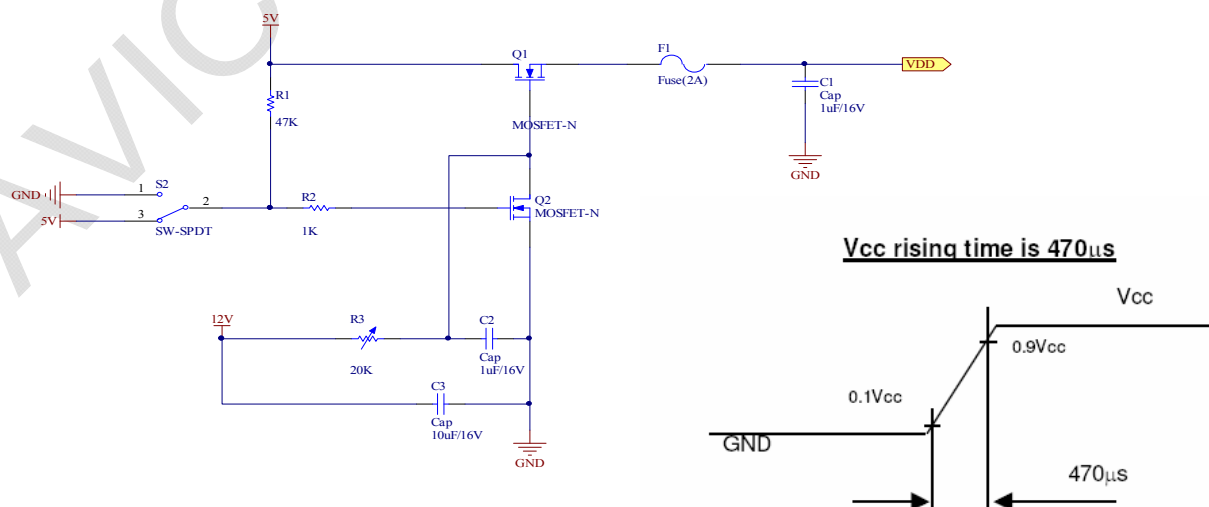 AVIC
5V
Q1
F1
VDD
Fuse(2A)
C1
Cap
1uF/16V
R1
47K
MOSFET-N
GND
1
S2
GND
2
R2
Q2
MOSFET-N
5V
3
SW-SPDT
1K
Vcc rising time is 470μs
Vcc
12V
R3
C2
0.9Vcc
20K
Cap
1uF/16V
C3
0.1Vcc
Cap
10uF/16V
GND
GND
470μs